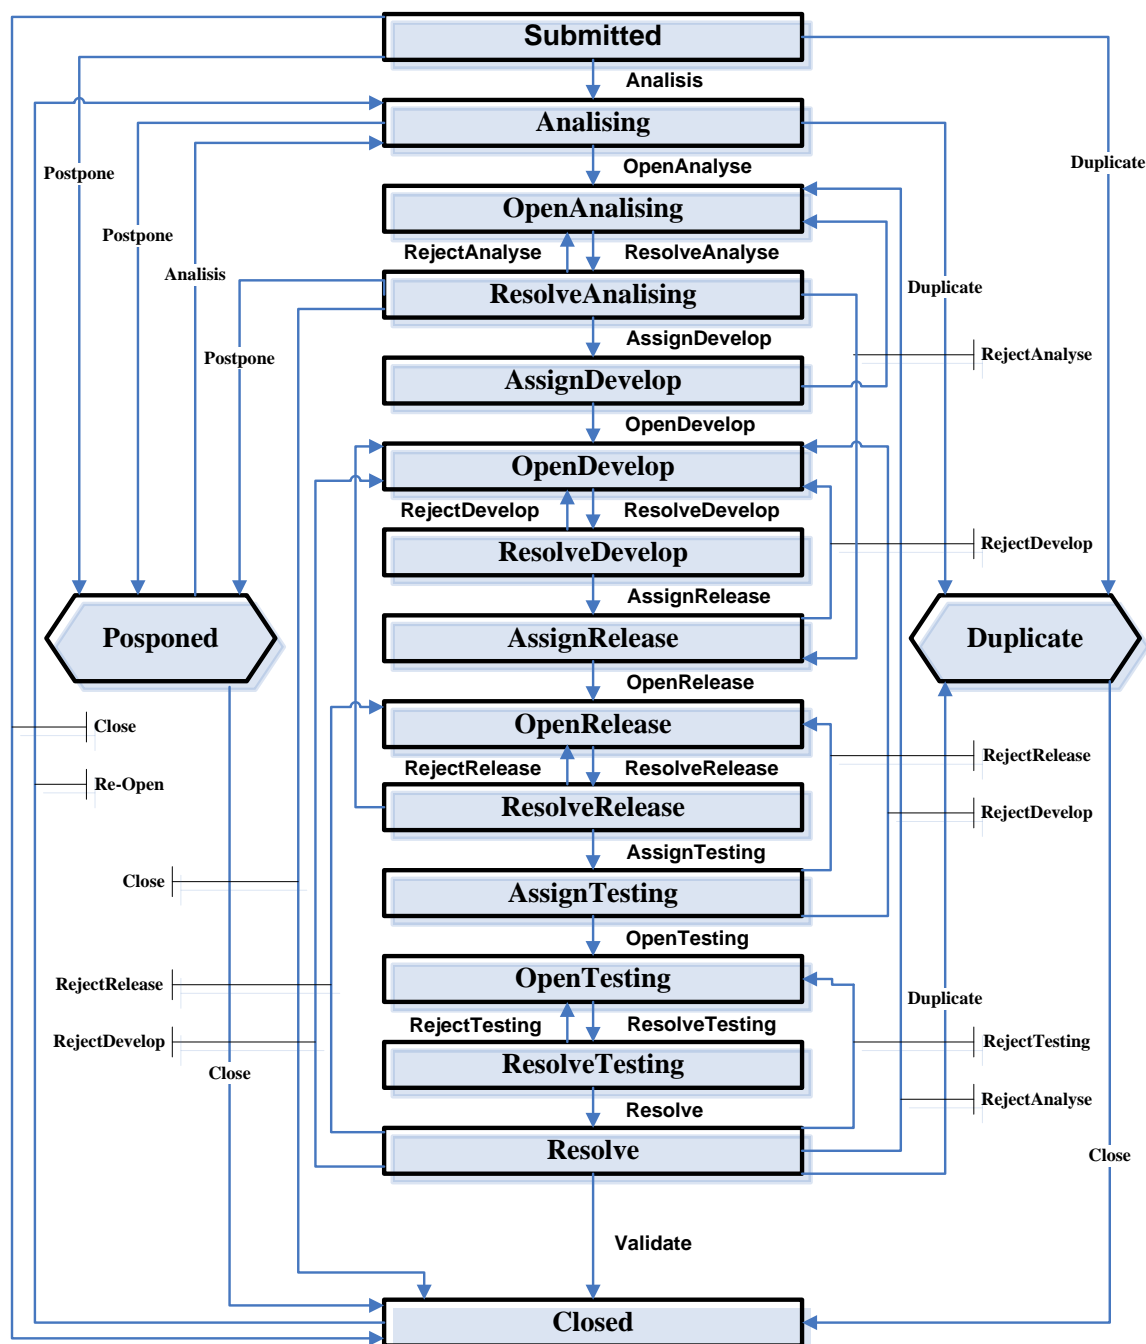 Submitted
Analisis
Analising
Duplicate
Postpone
OpenAnalyse
OpenAnalising
Postpone
RejectAnalyse
ResolveAnalyse
Analisis
Duplicate
ResolveAnalising
AssignDevelop
Postpone
RejectAnalyse
AssignDevelop
OpenDevelop
OpenDevelop
RejectDevelop
ResolveDevelop
RejectDevelop
ResolveDevelop
AssignRelease
Posponed
AssignRelease
Duplicate
OpenRelease
Close
OpenRelease
RejectRelease
RejectRelease
ResolveRelease
Re-Open
ResolveRelease
RejectDevelop
AssignTesting
Close
AssignTesting
OpenTesting
RejectRelease
OpenTesting
Duplicate
RejectTesting
ResolveTesting
RejectDevelop
RejectTesting
ResolveTesting
Close
RejectAnalyse
Resolve
Resolve
Close
Validate
Closed